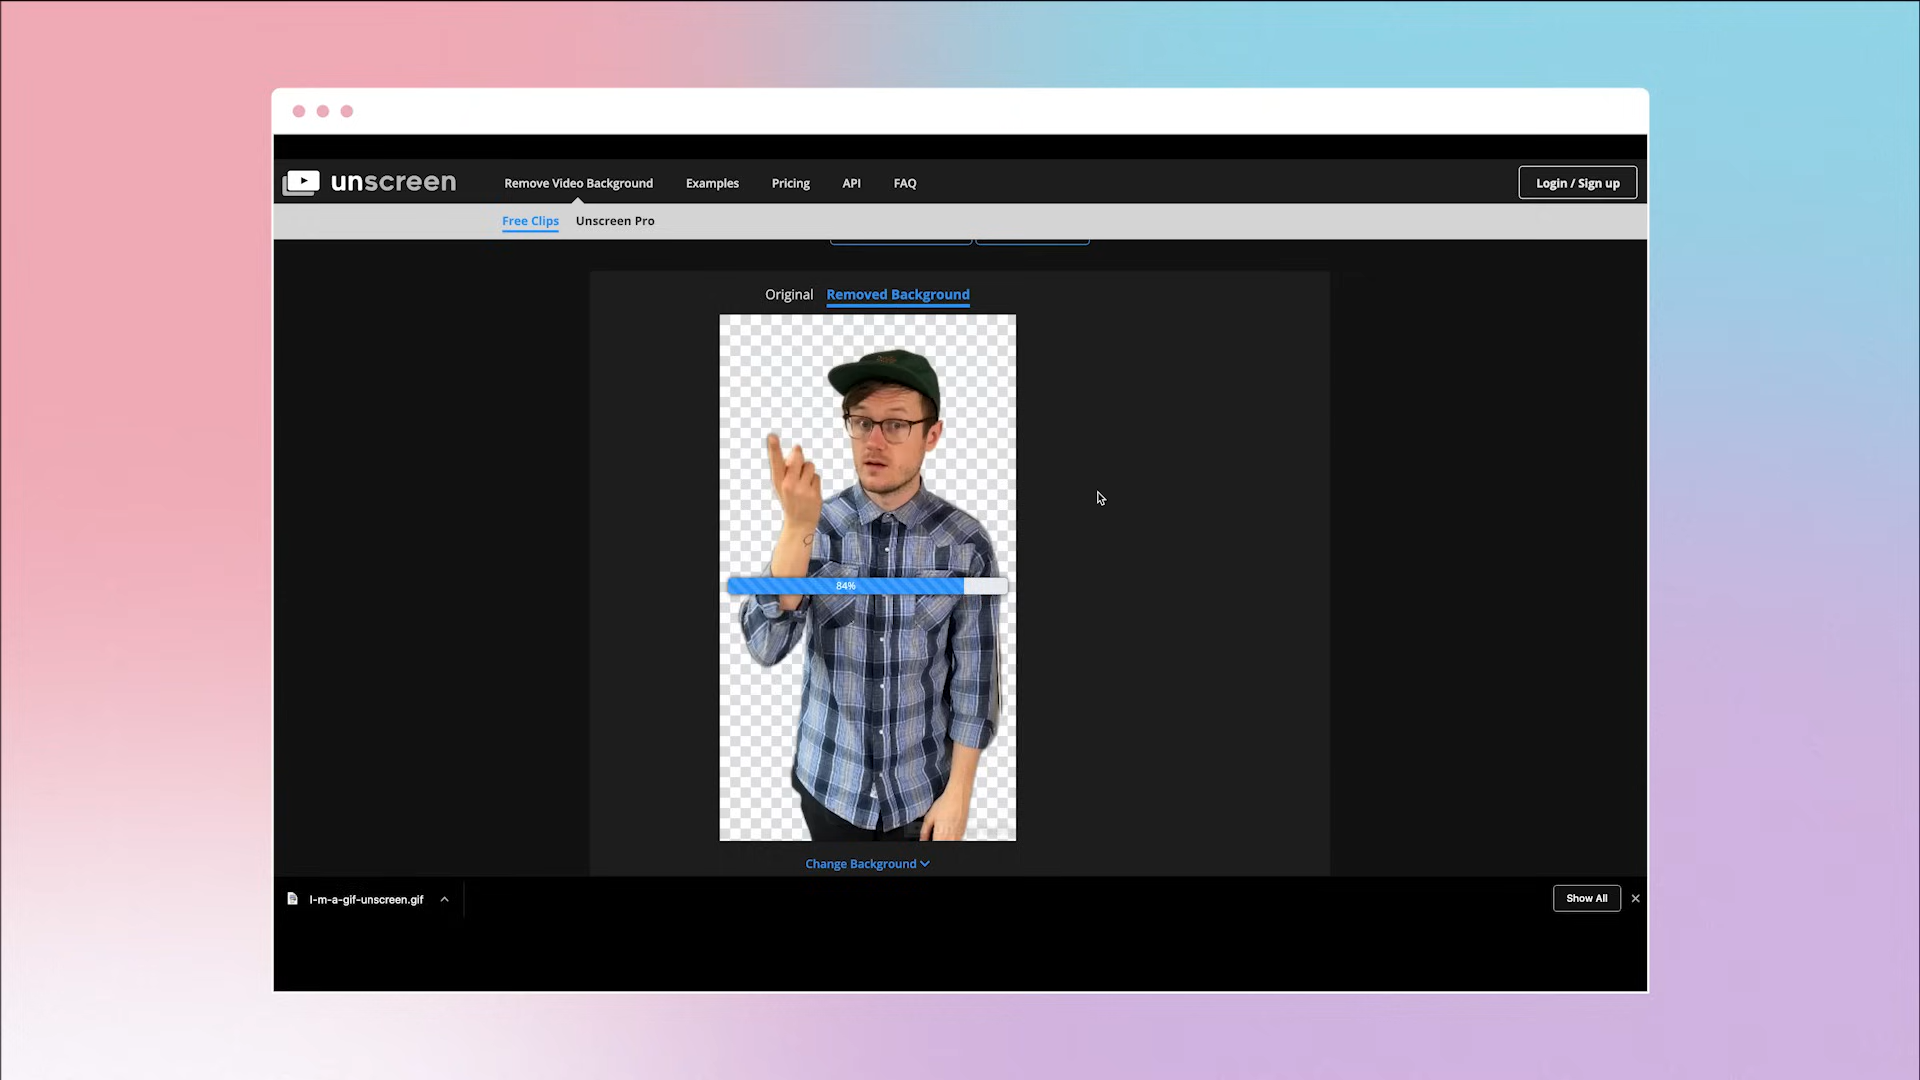 unscreen
Remove Video Background Examples Pricing API FAQ
Login / Sign up
Free Clips Unscreen Pro
Original Removed Background
84%
Change Background
I-m-a-gif-unscreen.gif
Show All